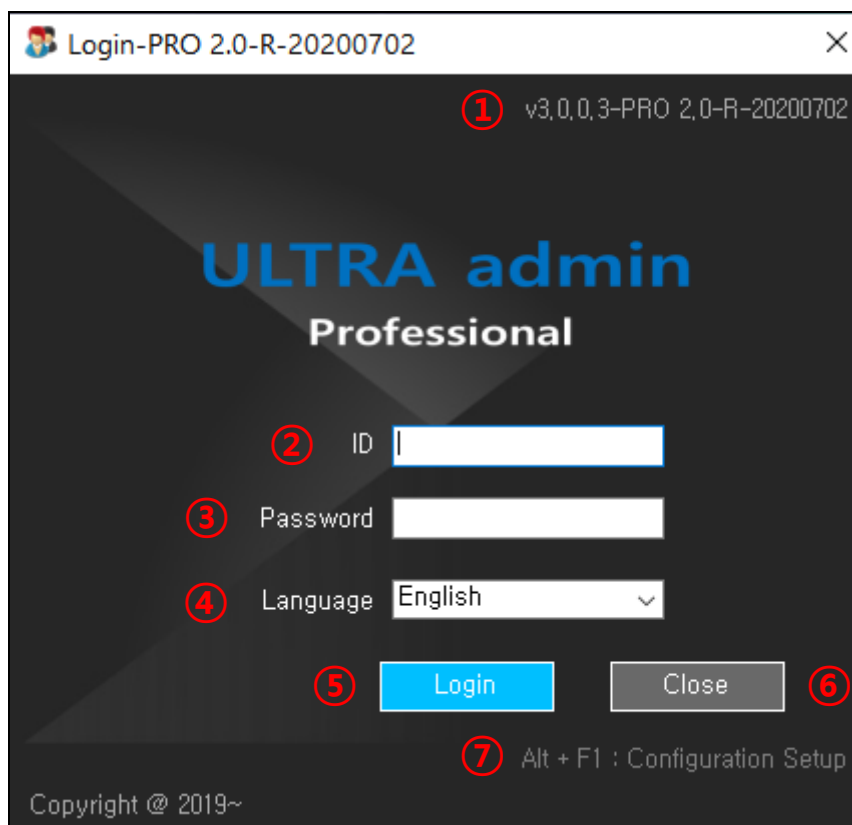 Login-PRO 2.0-R-20200702
① v3,0,0,3-PRO 2,0-R-20200702
ULTRA admin
Professional
② ID
③ Password
④ Language English
⑤ Login Close ⑥
⑦ Alt + F1 : Configuration Setup
Copyright @ 2019~